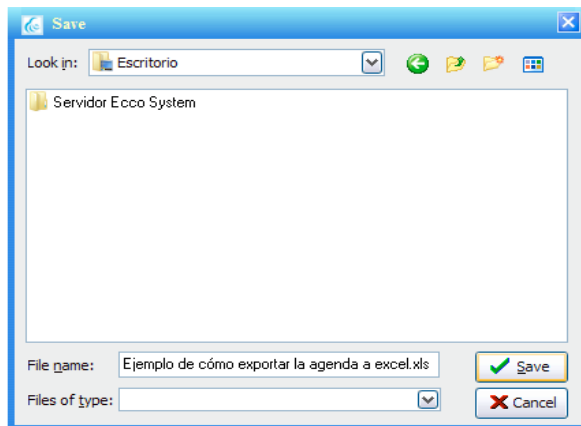 Save
Look in: Escritorio
Servidor Ecco System
File name: Ejemplo de cómo exportar la agenda a excel.xls Save
Files of type: Cancel